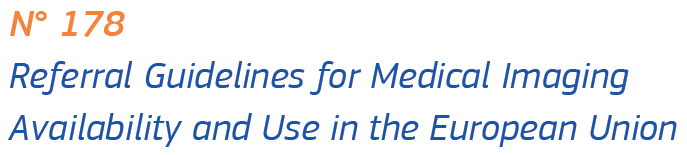 N° 178
Referral Guidelines for Medical Imaging
Availability and Use in the European Union